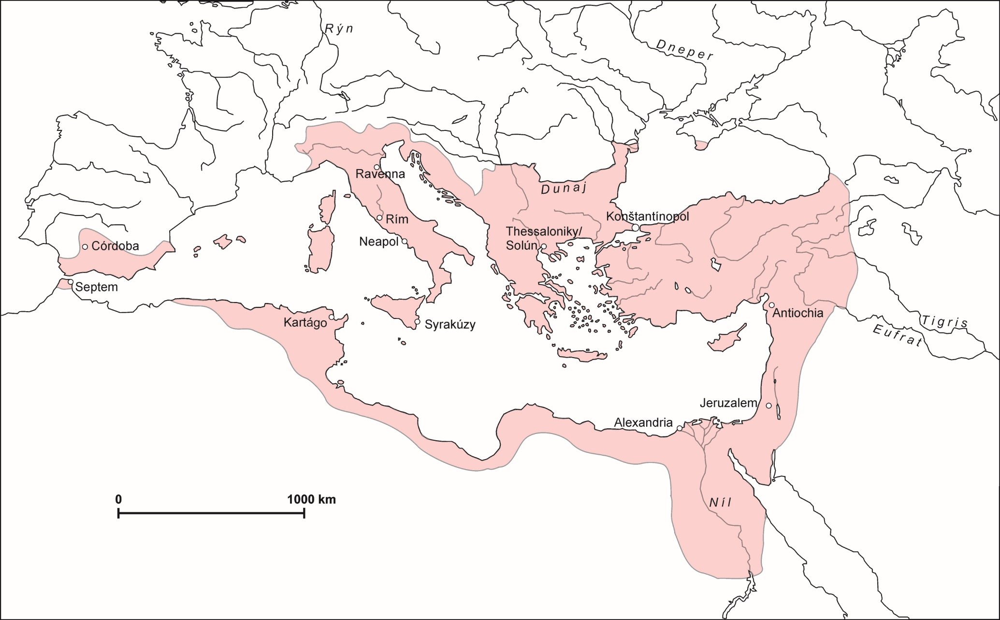 Rýn
Dneper
Ravenna
Dunaj
Rím
Konštantínopol
Thessaloniky/
Solún
Neapol
Córdoba
Septem
Kartágo
Syrakúzy
Antiochia
Tigris
Eufrat
Jeruzalem
Alexandria
0
1000 km
Níl